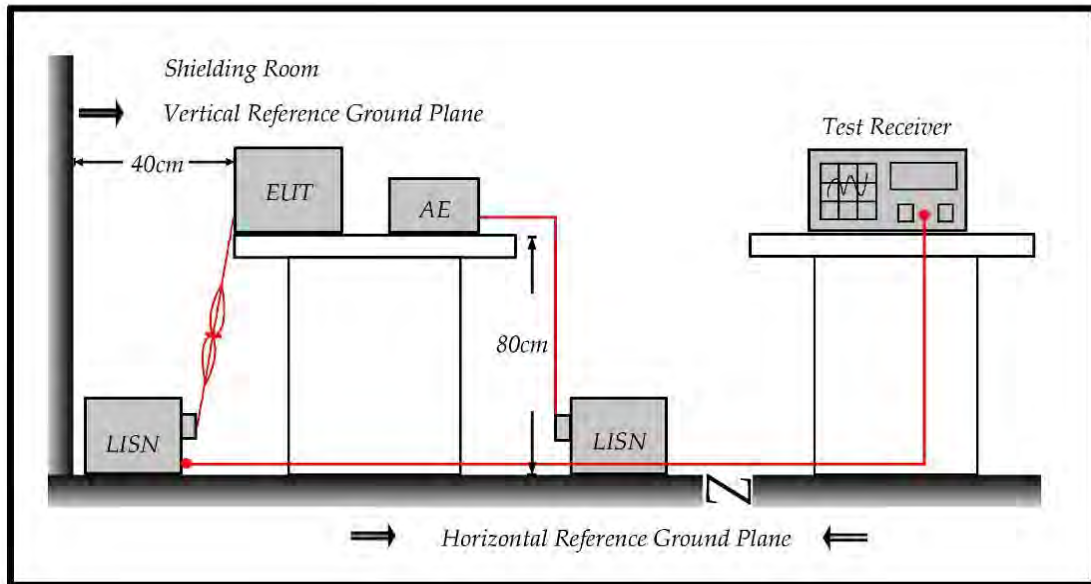 Shielding Room
Vertical Reference Ground Plane
Test Receiver
40cm
EUT
AE
80cm
LISN
LISN
Horizontal Reference Ground Plane